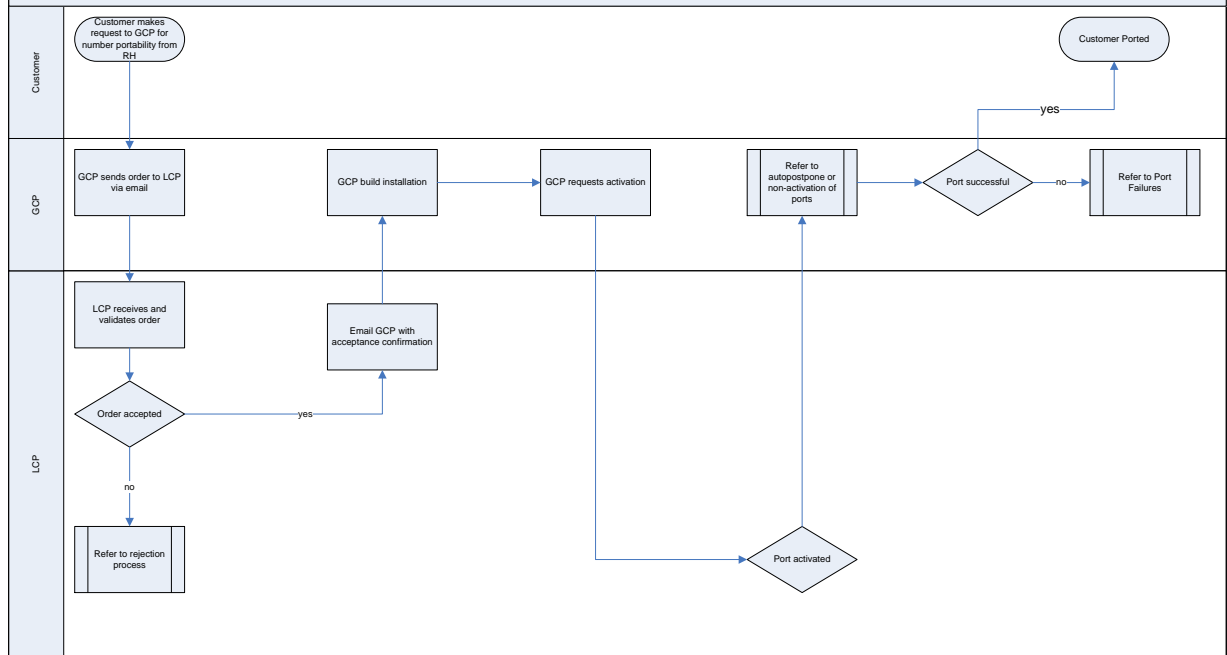 Customer
Customer makes
request to GCP for
number portability from
RH
Customer Ported
yes
GCP
GCP sends order to LCP
via email
GCP build installation
GCP requests activation
Refer to
autopostpone or
non-activation of
ports
Port successful
no
Refer to Port
Failures
LCP
LCP receives and
validates order
Email GCP with
acceptance confirmation
Order accepted
yes
no
Refer to rejection
process
Port activated